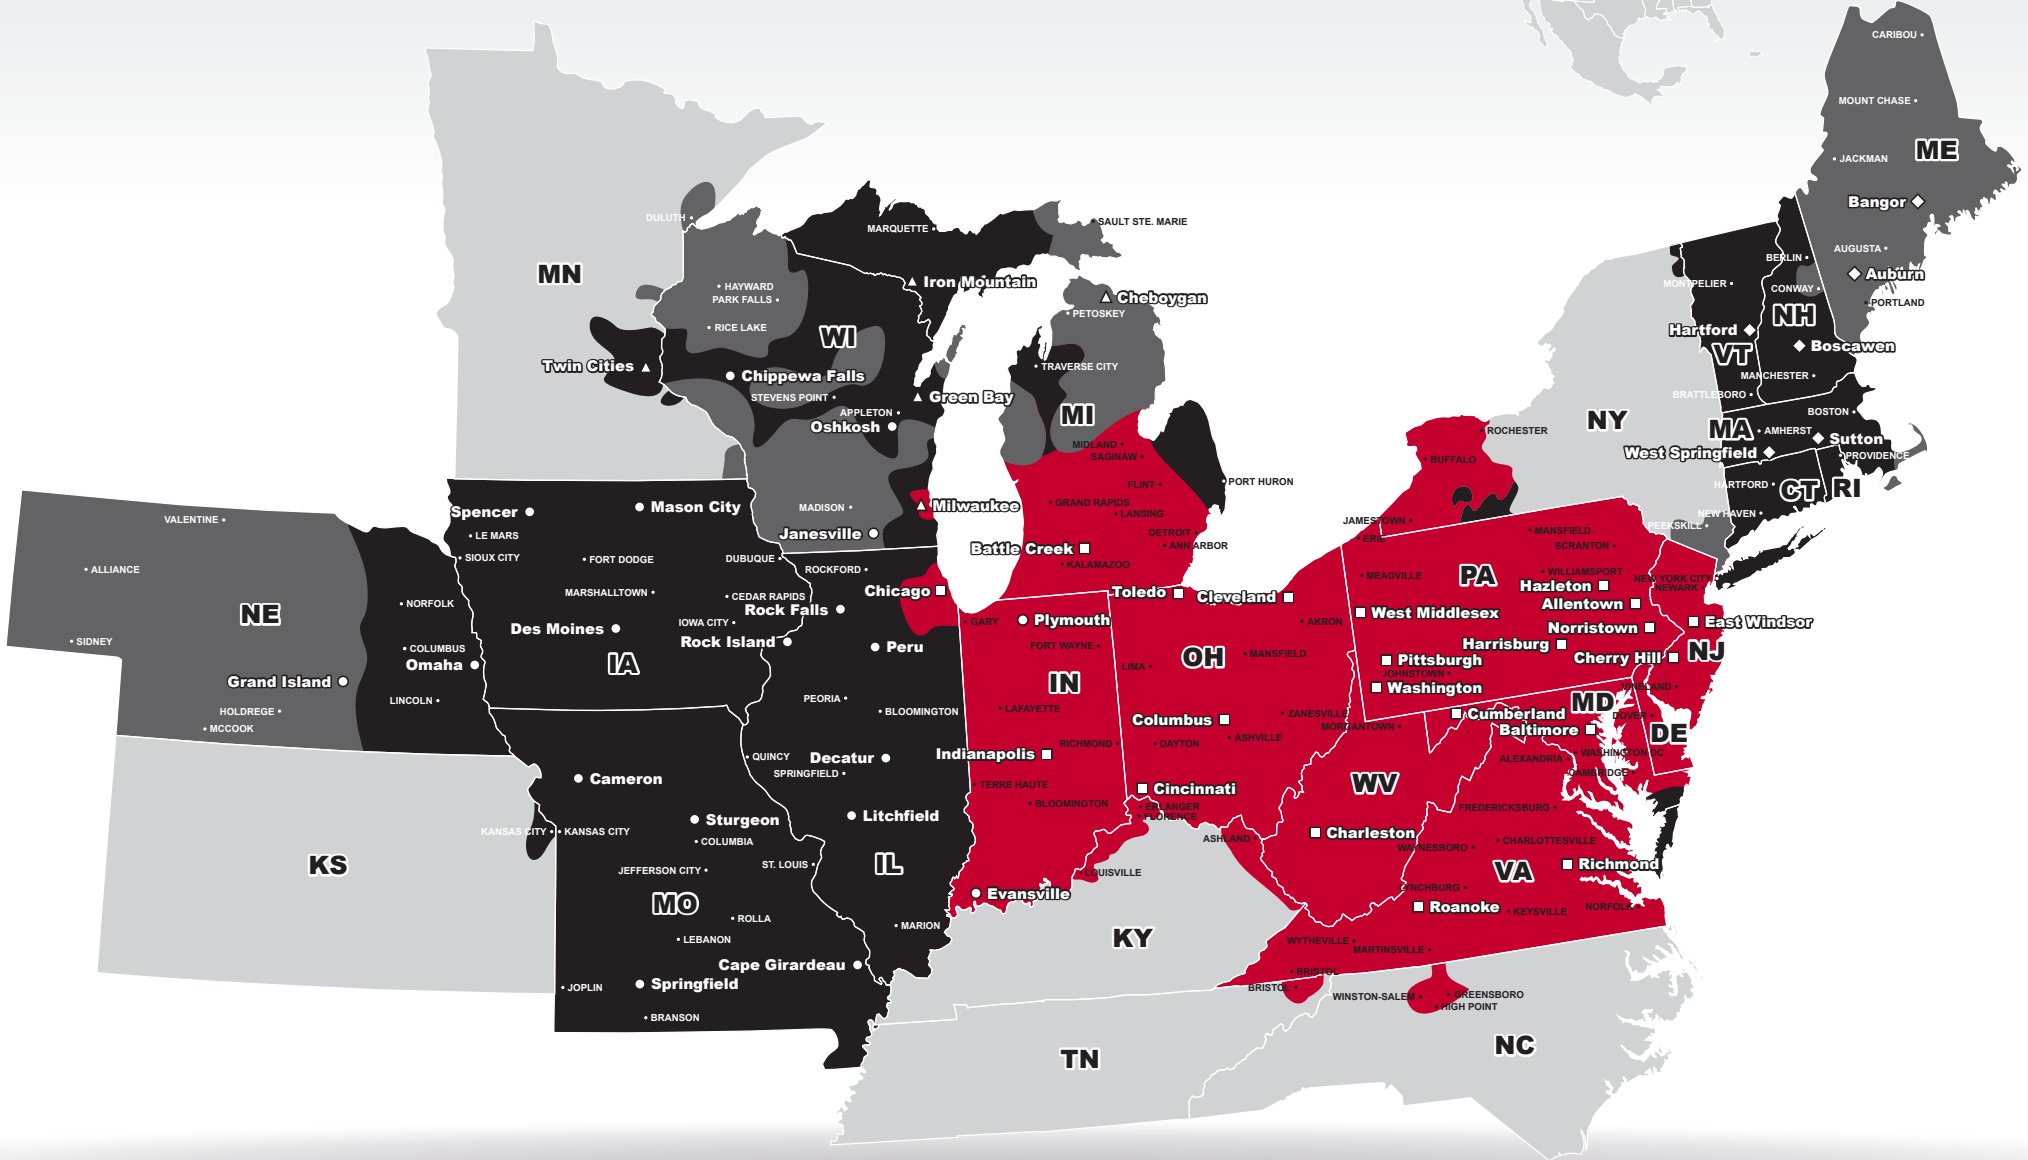 CARIBOU
MOUNT CHASE
ME
JACKMAN
Bangor
AUGUSTA
Auburn
PORTLAND
BERLIN
CONWAY
MONTPELIER
NH
Hartford
VT
Boscawen
MANCHESTER
BRATTLEBORO
BOSTON
MA
AMHERST
Sutton
West Springfield
PROVIDENCE
HARTFORD
CT
RI
NEW HAVEN
PEEKSKILL
NY
ROCHESTER
BUFFALO
JAMESTOWN
DULUTH
MN
MARQUETTE
SAULT STE. MARIE
Iron Mountain
Cheboygan
PETOSKEY
HAYWARD
PARK FALLS
RICE LAKE
WI
Twin Cities
Chippewa Falls
STEVENS POINT
Green Bay
APPLETON
Oshkosh
TRAVERSE CITY
MI
MIDLAND
SAGINAW
FLINT
PORT HURON
GRAND RAPIDS
LANSING
DETROIT
ANN ARBOR
Battle Creek
KALAMAZOO
MADISON
Milwaukee
Janesville
VALENTINE
ALLIANCE
NE
SIDNEY
NORFOLK
COLUMBUS
Omaha
Grand Island
LINCOLN
HOLDREGE
MCCOOK
Spencer
Mason City
LE MARS
SIOUX CITY
FORT DODGE
DUBUQUE
MARSHALLTOWN
CEDAR RAPIDS
Des Moines
IOWA CITY
IA
ROCKFORD
Chicago
Rock Falls
Rock Island
Peru
PEORIA
BLOOMINGTON
QUINCY
Decatur
SPRINGFIELD
Litchfield
IL
MARION
Cameron
Sturgeon
KANSAS CITY
KANSAS CITY
COLUMBIA
KS
JEFFERSON CITY
ST. LOUIS
MO
ROLLA
LEBANON
Cape Girardeau
JOPLIN
Springfield
BRANSON
GARY
Plymouth
FORT WAYNE
IN
LAFAYETTE
RICHMOND
Indianapolis
TERRE HAUTE
BLOOMINGTON
Evansville
Toledo
Cleveland
AKRON
LIMA
OH
MANSFIELD
Columbus
ZANESVILLE
DAYTON
ASHVILLE
Cincinnati
ERLANGER
FLORENCE
ASHLAND
LOUISVILLE
KY
TN
ERIE
MANSFIELD
SCRANTON
MEADVILLE
PA
WILLIAMSPORT
NEW YORK CITY
NEWARK
Hazleton
Allentown
West Middlesex
Norristown
East Windsor
Harrisburg
Cherry Hill
NJ
Pittsburgh
JOHNSTOWN
Washington
VINELAND
MORGANTOWN
Cumberland
MD
DOVER
Baltimore
DE
WASHINGTON DC
ALEXANDRIA
CAMBRIDGE
WV
FREDERICKSBURG
Charleston
CHARLOTTESVILLE
WAYNESBORO
Richmond
VA
LYNCHBURG
Roanoke
KEYSVILLE
NORFOLK
WYTHEVILLE
MARTINSVILLE
BRISTOL
BRISTOL
WINSTON-SALEM
GREENSBORO
HIGH POINT
NC